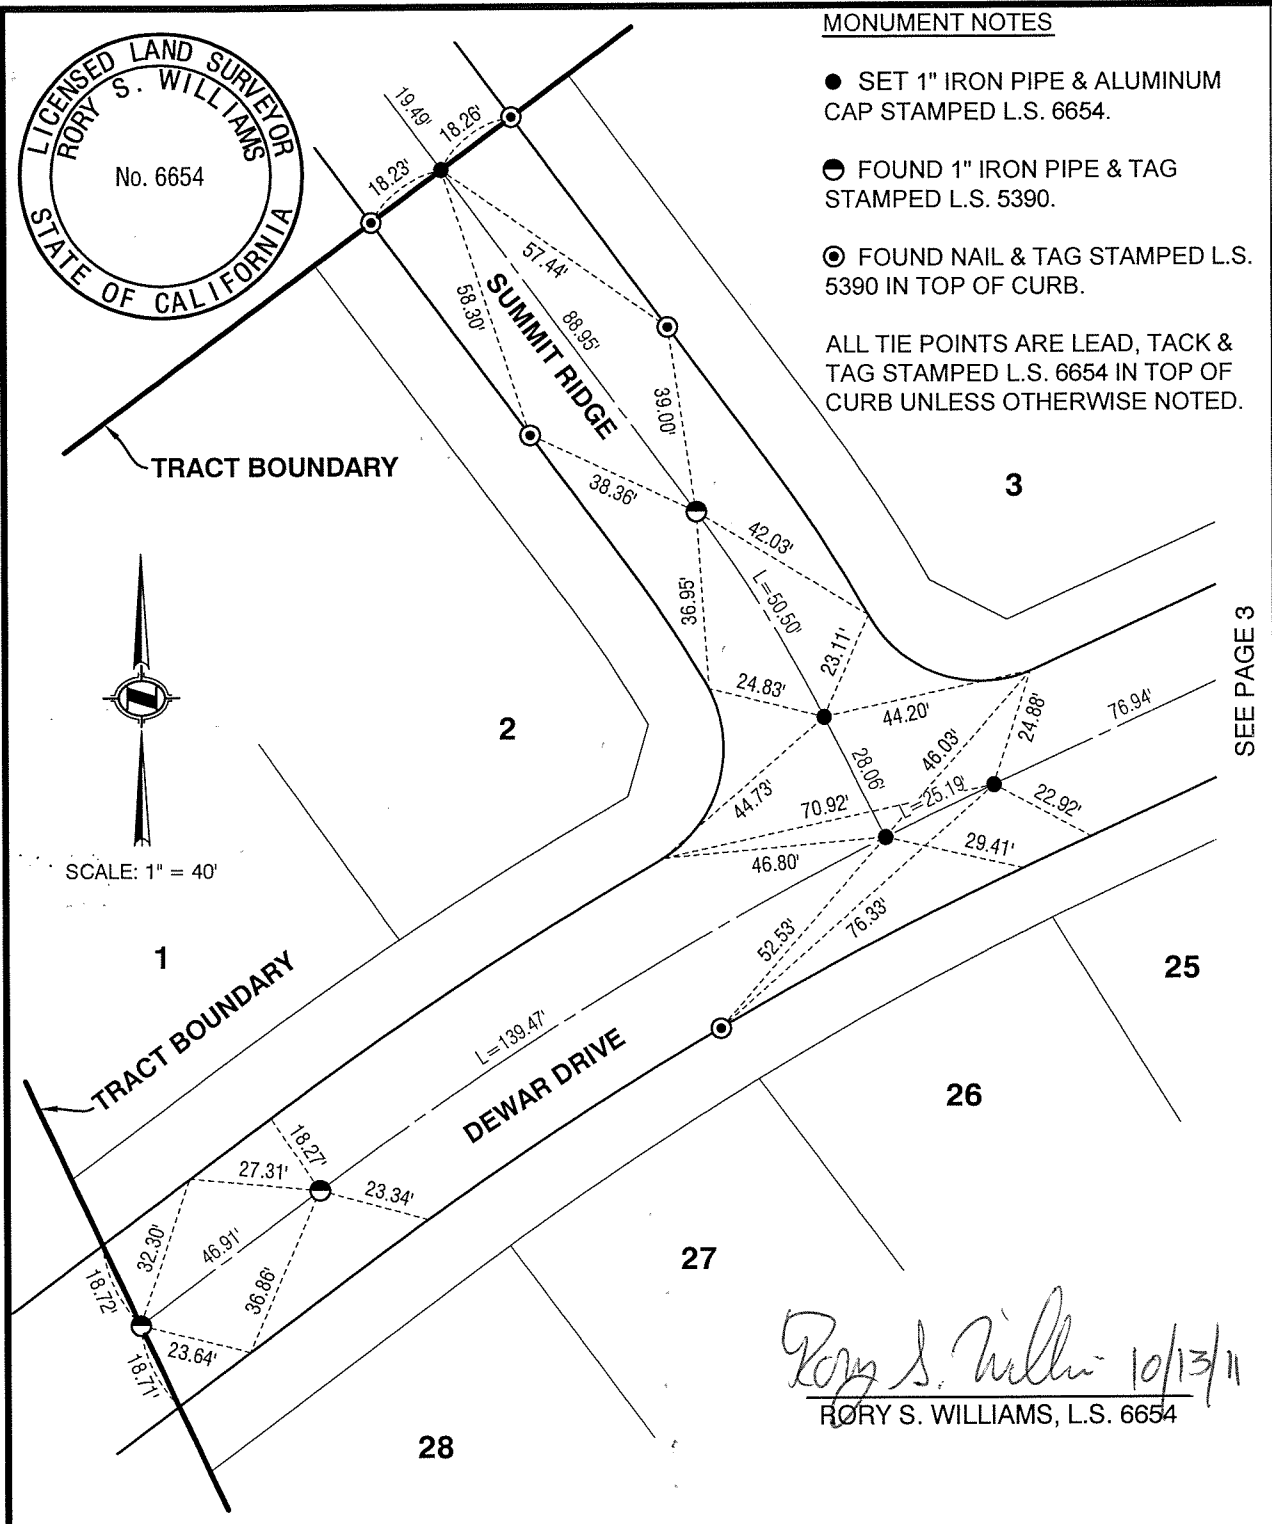 LICENSED LAND SURVEYOR
RORY S. WILLIAMS
No. 6654
STATE OF CALIFORNIA
MONUMENT NOTES
SET 1" IRON PIPE & ALUMINUM
CAP STAMPED L.S. 6654.
FOUND 1" IRON PIPE & TAG
STAMPED L.S. 5390.
FOUND NAIL & TAG STAMPED L.S.
5390 IN TOP OF CURB.
ALL TIE POINTS ARE LEAD, TACK &
TAG STAMPED L.S. 6654 IN TOP OF
CURB UNLESS OTHERWISE NOTED.
19.49'
18.26'
18.23'
57.44'
58.30'
SUMMIT RIDGE
88.95'
39.00'
TRACT BOUNDARY
38.36'
3
42.03'
L=50.50'
36.95'
23.11'
SEE PAGE 3
24.83'
44.20'
24.88'
76.94'
2
28.06'
46.03'
44.73'
70.92'
L=25.19'
22.92'
29.41'
46.80'
SCALE: 1" = 40'
52.53'
76.33'
1
TRACT BOUNDARY
25
L=139.47'
DEWAR DRIVE
26
18.27'
27.31'
23.34'
32.30'
46.91'
36.86'
27
18.72'
23.64'
18.71'
28
Rory S. Willi 10/13/11
RORY S. WILLIAMS, L.S. 6654